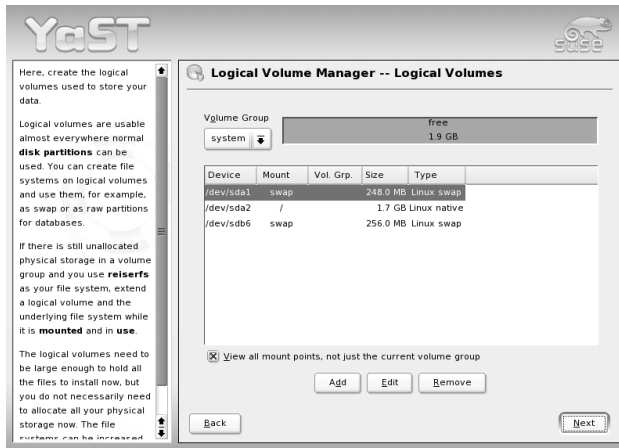 YaST
suse
Here, create the logical
volumes used to store your
data.
Logical volumes are usable
almost everywhere normal
disk partitions can be
used. You can create file
systems on logical volumes
and use them, for example,
as swap or as raw partitions
for databases.
If there is still unallocated
physical storage in a volume
group and you use reiserfs
as your file system, extend
a logical volume and the
underlying file system while
it is mounted and in use.
The logical volumes need to
be large enough to hold all
the files to install now, but
you do not necessarily need
to allocate all your physical
storage now. The file
systems can be increased
Logical Volume Manager -- Logical Volumes
Volume Group
system
free
1.9 GB
Device Mount Vol. Grp. Size Type
/dev/sda1 swap 248.0 MB Linux swap
/dev/sda2 / 1.7 GB Linux native
/dev/sdb6 swap 256.0 MB Linux swap
View all mount points, not just the current volume group
Add Edit Remove
Back Next